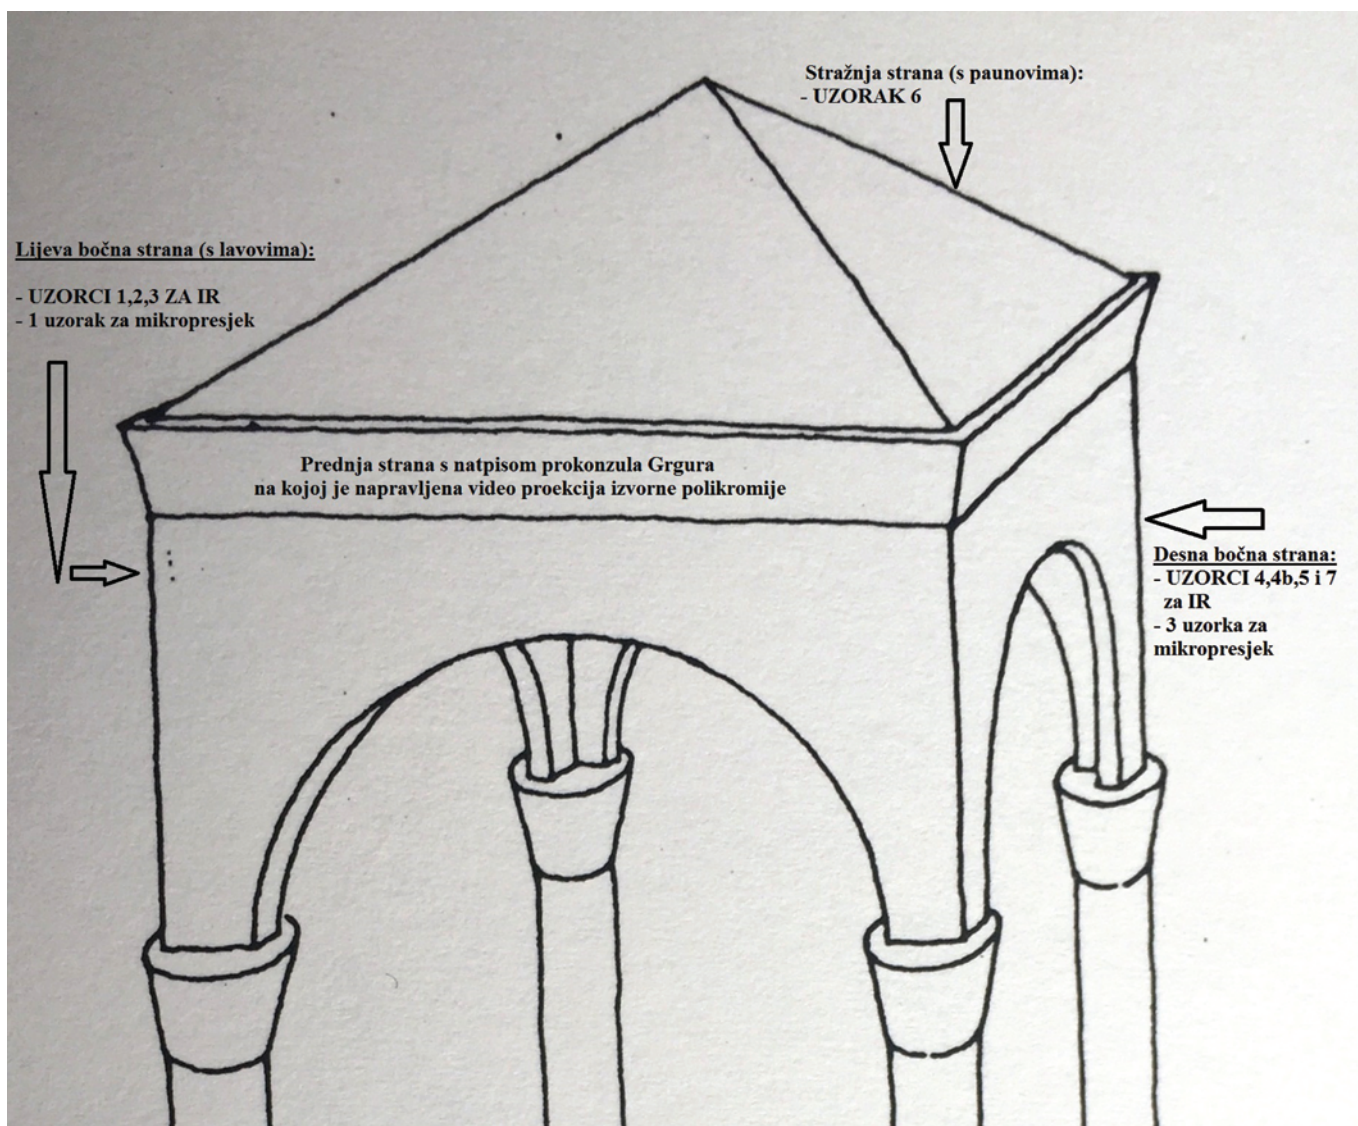 Stražnja strana (s paunovima):
- UZORAK 6
Lijeva bočna strana (s lavovima):
- UZORCI 1,2,3 ZA IR
- 1 uzorak za mikropresjek
Prednja strana s natpisom prokonzula Grgura
na kojoj je napravljena video proekcija izvorne polikromije
Desna bočna strana:
- UZORCI 4,4b,5 i 7
za IR
- 3 uzorka za
mikropresjek